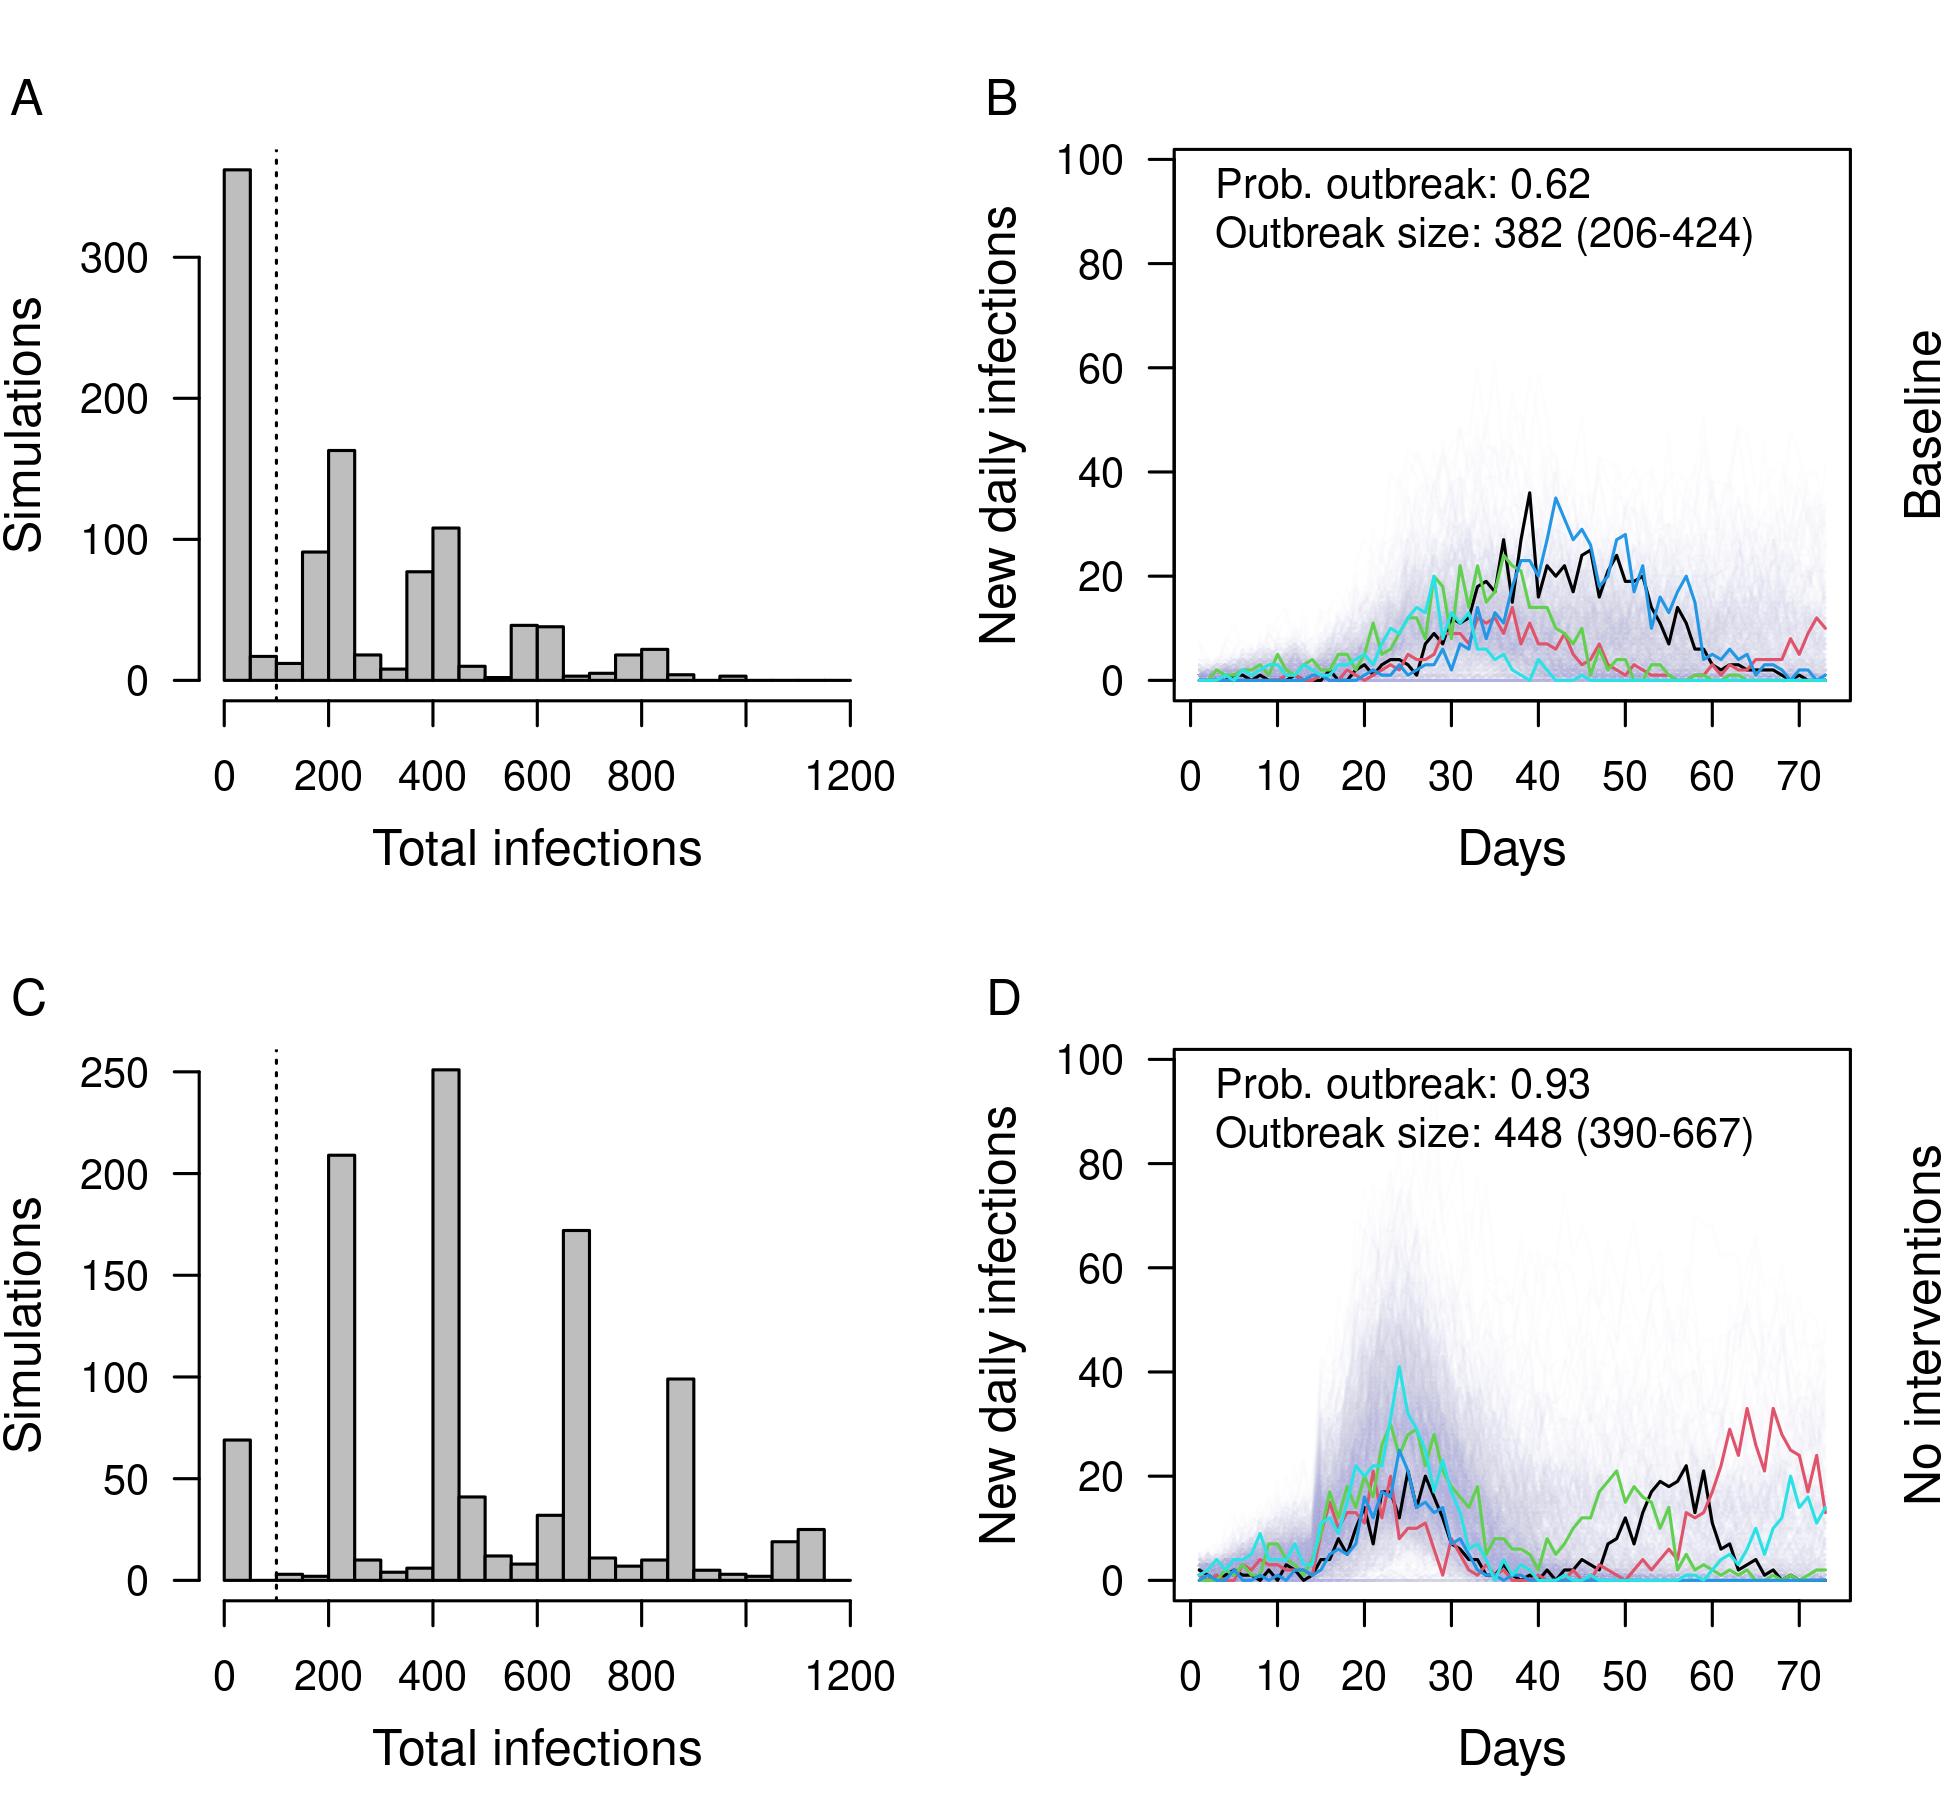 A
Simulations
300
200
100
0
0 200 400 600 800 1200
Total infections
B
New daily infections
100
80
60
40
20
0
Prob. outbreak: 0.62
Outbreak size: 382 (206-424)
0 10 20 30 40 50 60 70
Days
Baseline
C
Simulations
250
200
150
100
50
0
0 200 400 600 800 1200
Total infections
D
New daily infections
100
80
60
40
20
0
Prob. outbreak: 0.93
Outbreak size: 448 (390-667)
0 10 20 30 40 50 60 70
Days
No interventions